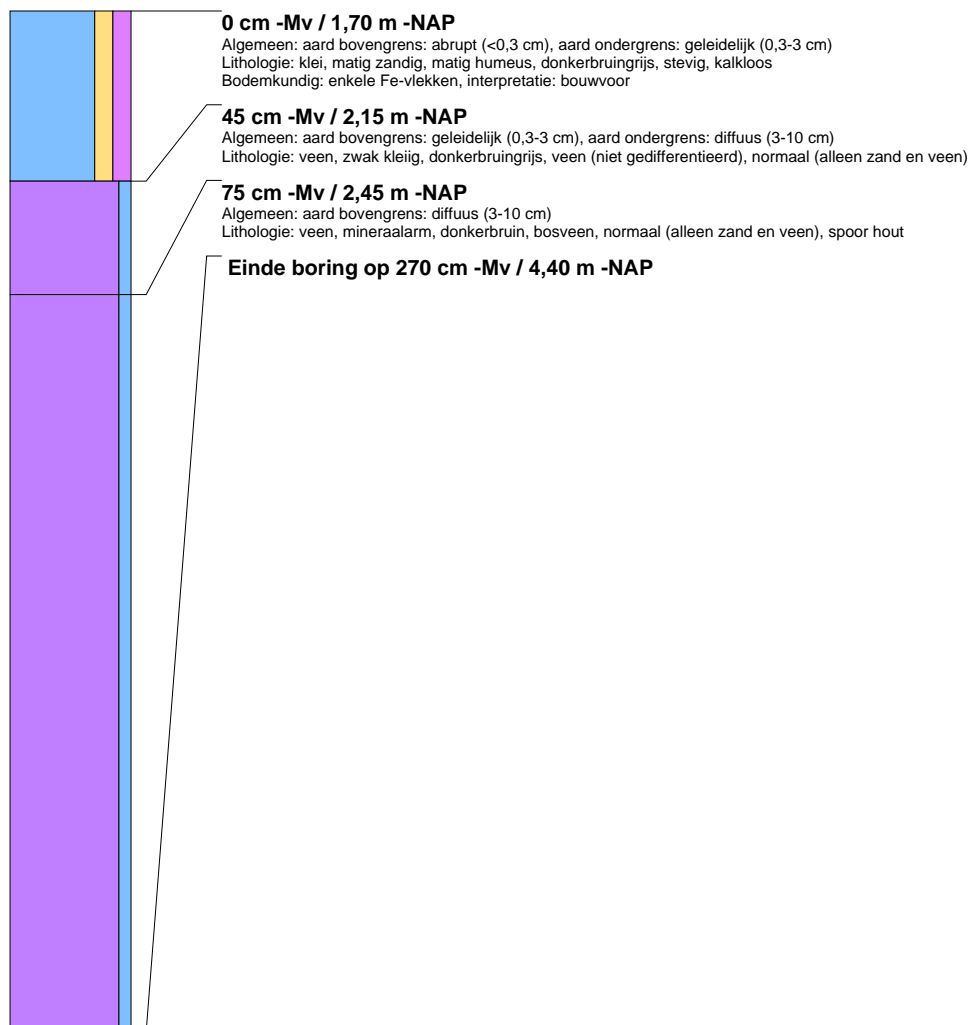 0 cm -Mv / 1,70 m -NAP
Algemeen: aard bovengrens: abrupt (<0,3 cm), aard ondergrens: geleidelijk (0,3-3 cm)
Lithologie: klei, matig zandig, matig humeus, donkerbruingrijs, stevig, kalkloos
Bodemkundig: enkele Fe-vlekken, interpretatie: bouwvoor
45 cm -Mv / 2,15 m -NAP
Algemeen: aard bovengrens: geleidelijk (0,3-3 cm), aard ondergrens: diffuus (3-10 cm)
Lithologie: veen, zwak kleiig, donkerbruingrijs, veen (niet gedifferentieerd), normaal (alleen zand en veen)
75 cm -Mv / 2,45 m -NAP
Algemeen: aard bovengrens: diffuus (3-10 cm)
Lithologie: veen, mineraalarm, donkerbruin, bosveen, normaal (alleen zand en veen), spoor hout
Einde boring op 270 cm -Mv / 4,40 m -NAP